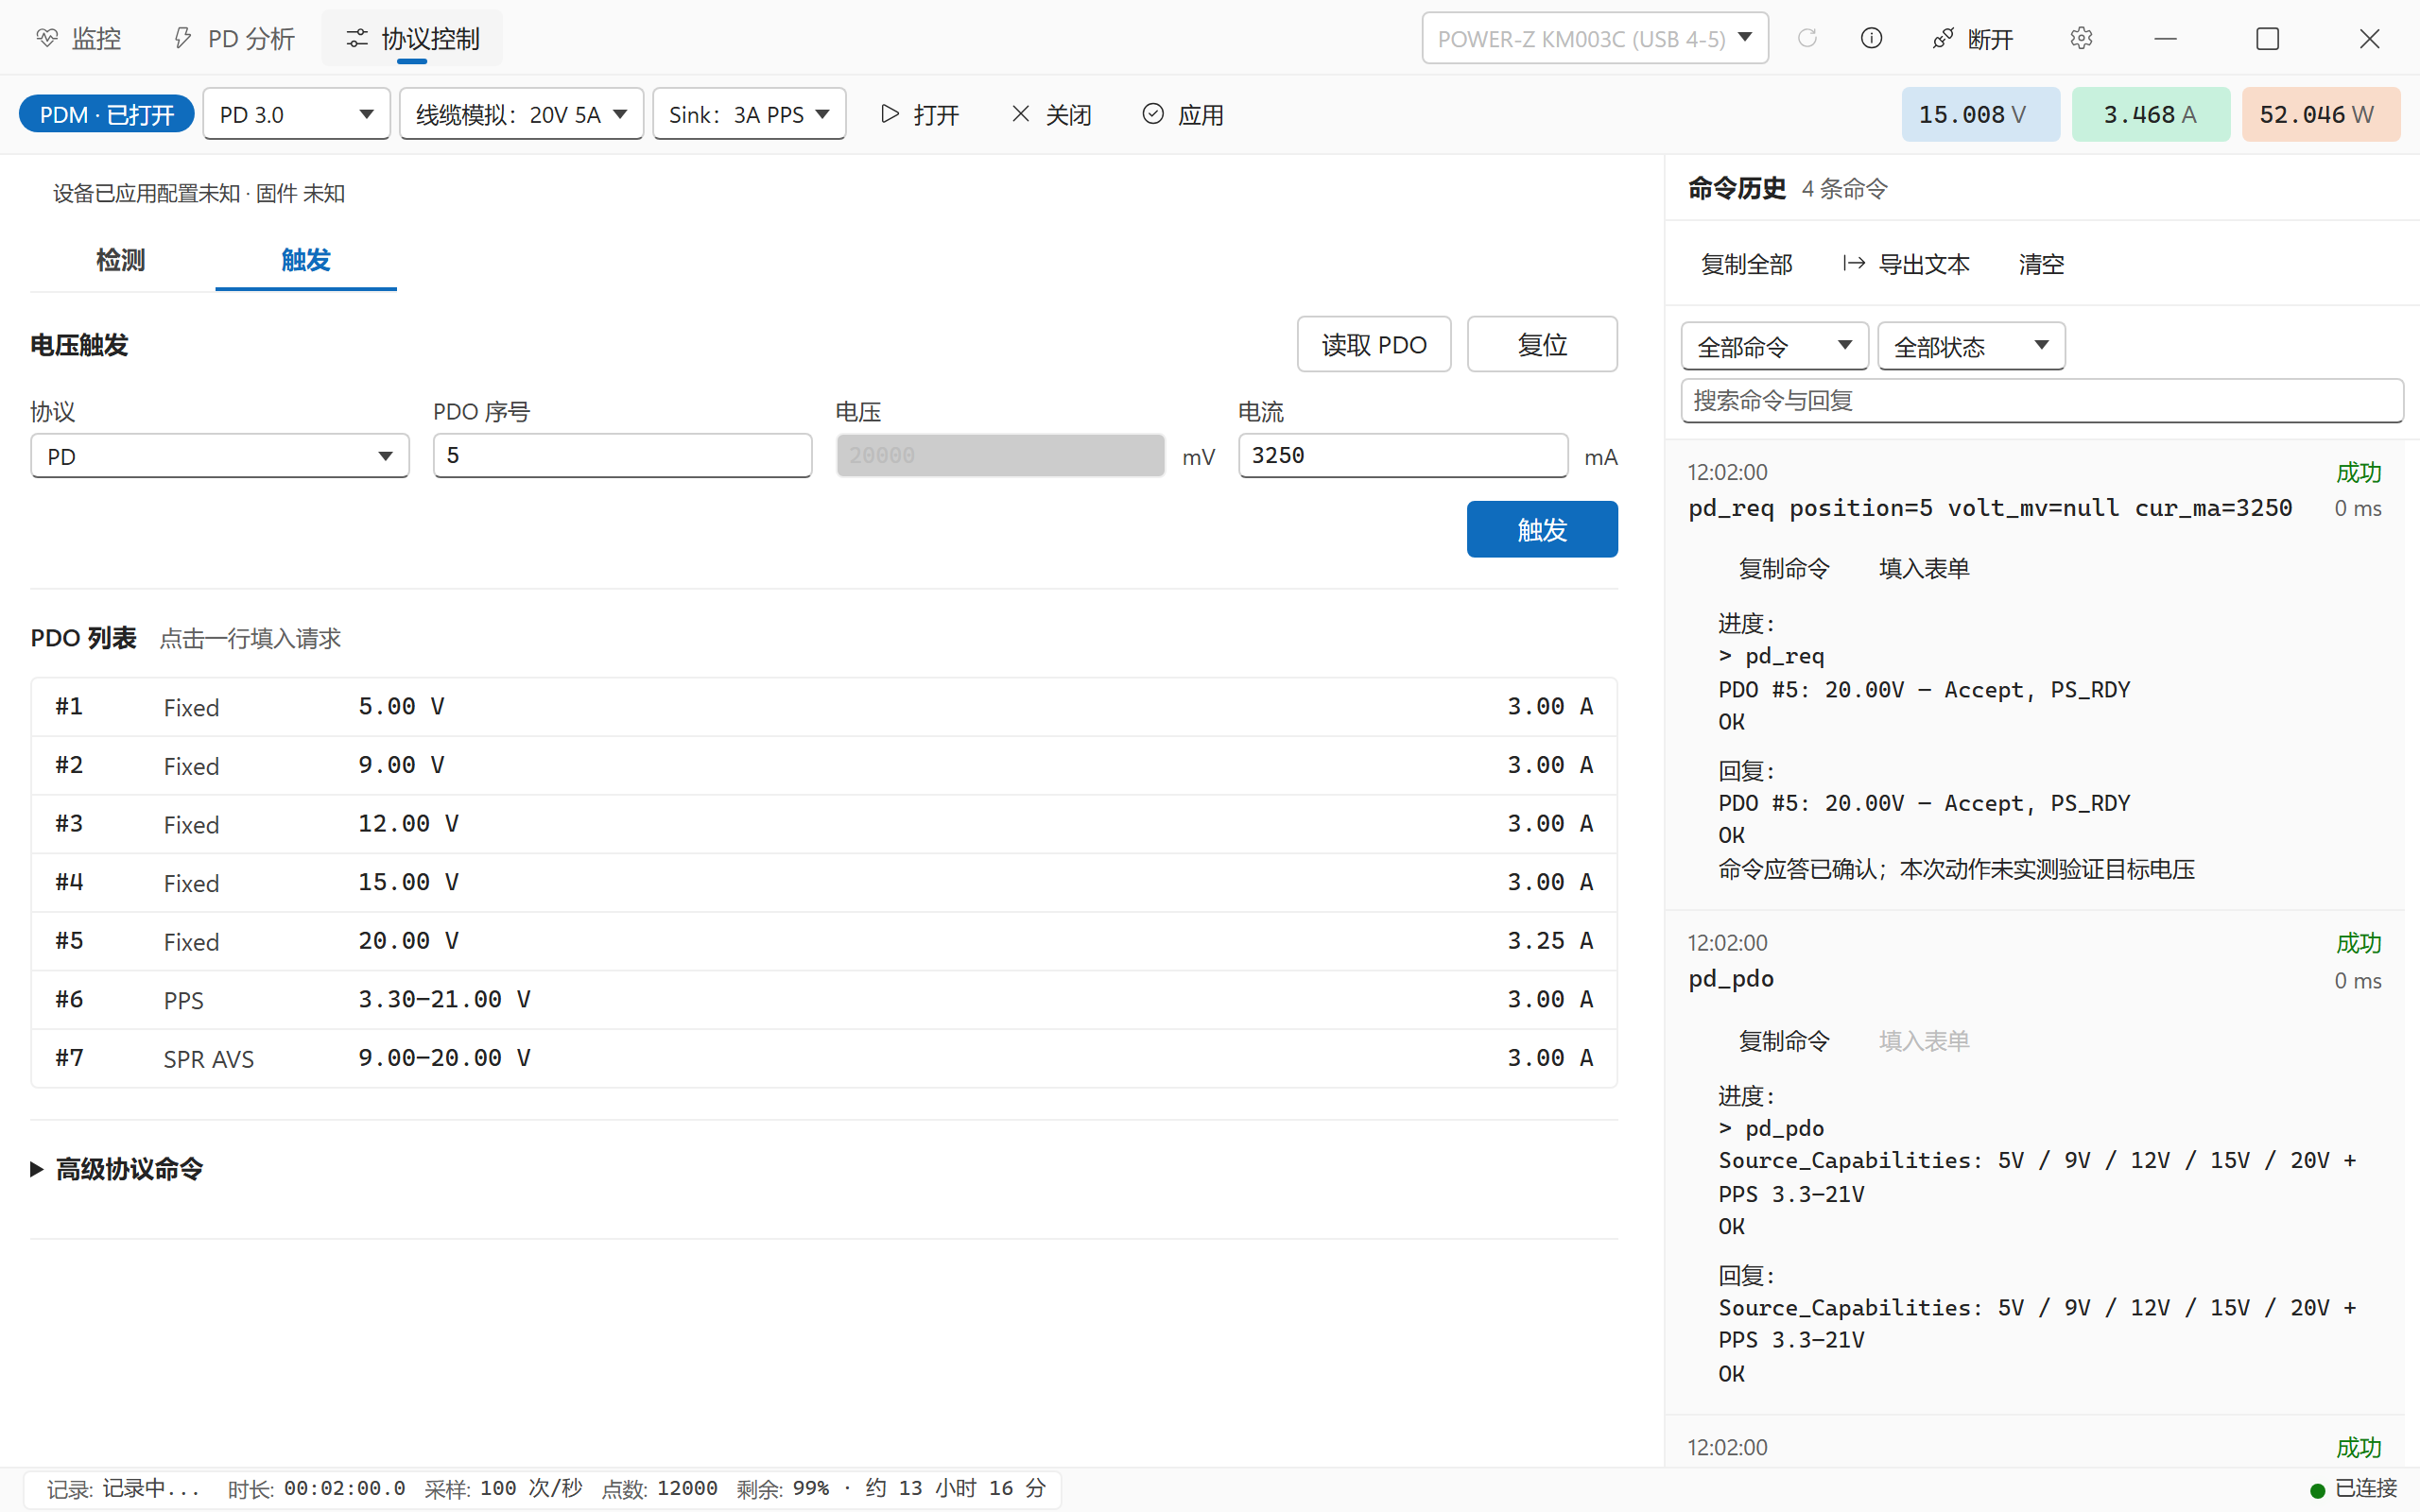 监控 PD 分析 协议控制 POWER-Z KM003C (USB 4-5) 断开
PDM · 已打开 PD 3.0 线缆模拟：20V 5A Sink：3A PPS 打开 关闭 应用 15.008 V 3.468 A 52.046 W
设备已应用配置未知 · 固件 未知
检测 触发
电压触发 读取 PDO 复位
协议 PDO 序号 电压 电流
PD 5 20000 mV 3250 mA
触发
PDO 列表 点击一行填入请求
#1 Fixed 5.00 V 3.00 A
#2 Fixed 9.00 V 3.00 A
#3 Fixed 12.00 V 3.00 A
#4 Fixed 15.00 V 3.00 A
#5 Fixed 20.00 V 3.25 A
#6 PPS 3.30–21.00 V 3.00 A
#7 SPR AVS 9.00–20.00 V 3.00 A
高级协议命令
命令历史 4 条命令
复制全部 导出文本 清空
全部命令 全部状态
搜索命令与回复
12:02:00 成功
pd_req position=5 volt_mv=null cur_ma=3250 0 ms
复制命令 填入表单
进度:
> pd_req
PDO #5: 20.00V — Accept, PS_RDY
OK
回复:
PDO #5: 20.00V — Accept, PS_RDY
OK
命令应答已确认；本次动作未实测验证目标电压
12:02:00 成功
pd_pdo 0 ms
复制命令 填入表单
进度:
> pd_pdo
Source_Capabilities: 5V / 9V / 12V / 15V / 20V +
PPS 3.3–21V
OK
回复:
Source_Capabilities: 5V / 9V / 12V / 15V / 20V +
PPS 3.3–21V
OK
12:02:00 成功
记录: 记录中... 时长: 00:02:00.0 采样: 100 次/秒 点数: 12000 剩余: 99% · 约 13 小时 16 分 已连接